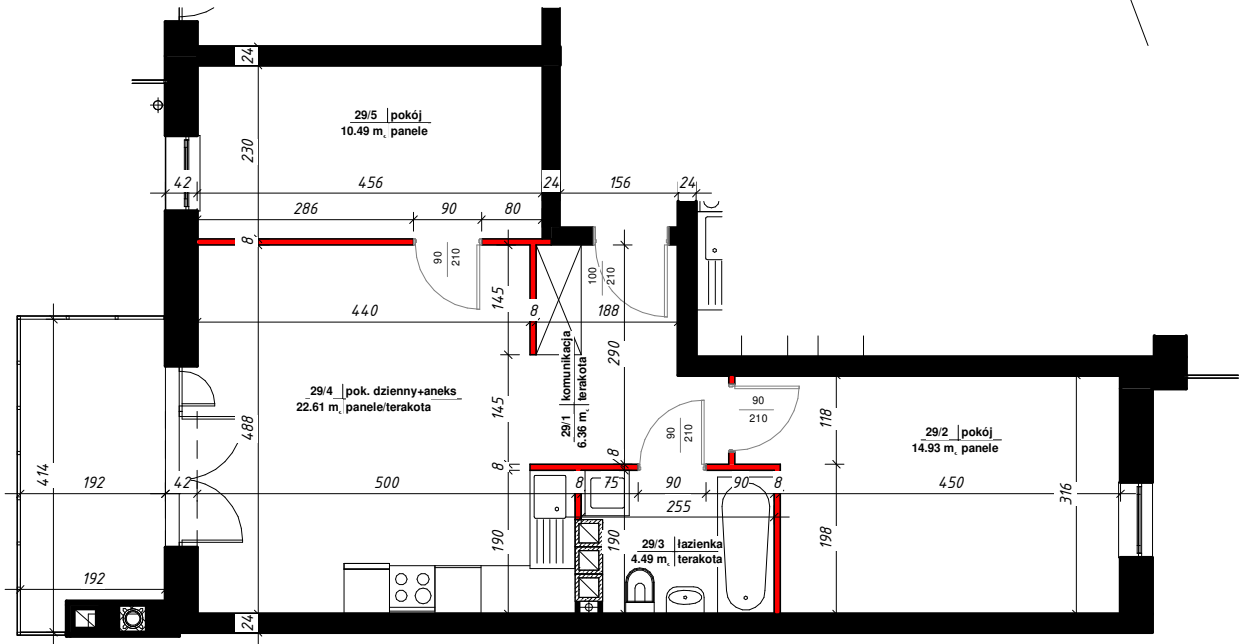 24
29/5 pokój
10.49 m² panele
230
42 456 24 156 24
286 90 80
8
90
210
100
210
145
440 8 188
290
29/1 komunikacja
6.36 m² terakota
29/4 pok. dzienny+aneks
22.61 m² panele/terakota
488
145
90
210
90
210
118
29/2 pokój
14.93 m² panele
414
8
8
192 42 500 8 75 90 90 8 450
316
255
190
190
29/3 łazienka
4.49 m² terakota
198
192
24